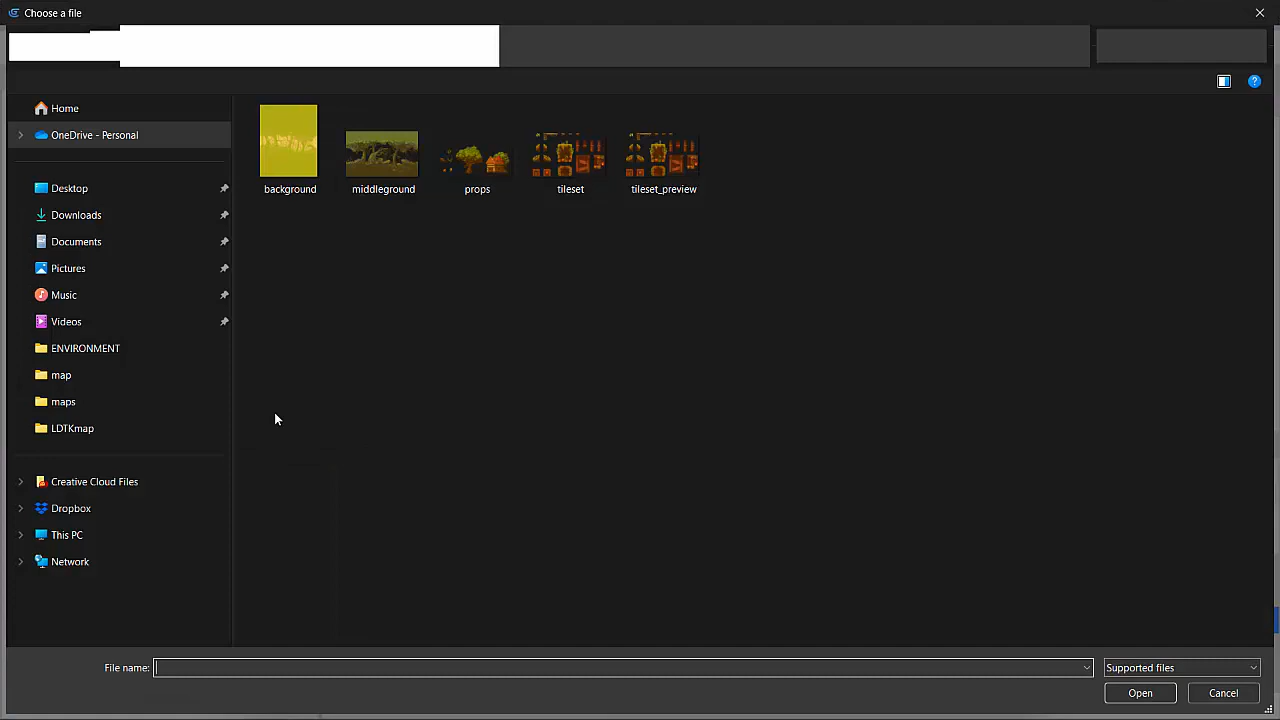 Choose a file
Home
OneDrive - Personal
Desktop
Downloads
Documents
Pictures
Music
Videos
ENVIRONMENT
map
maps
LDTKmap
Creative Cloud Files
Dropbox
This PC
Network
background
middleground
props
tileset
tileset_preview
File name:
Supported files
Open
Cancel